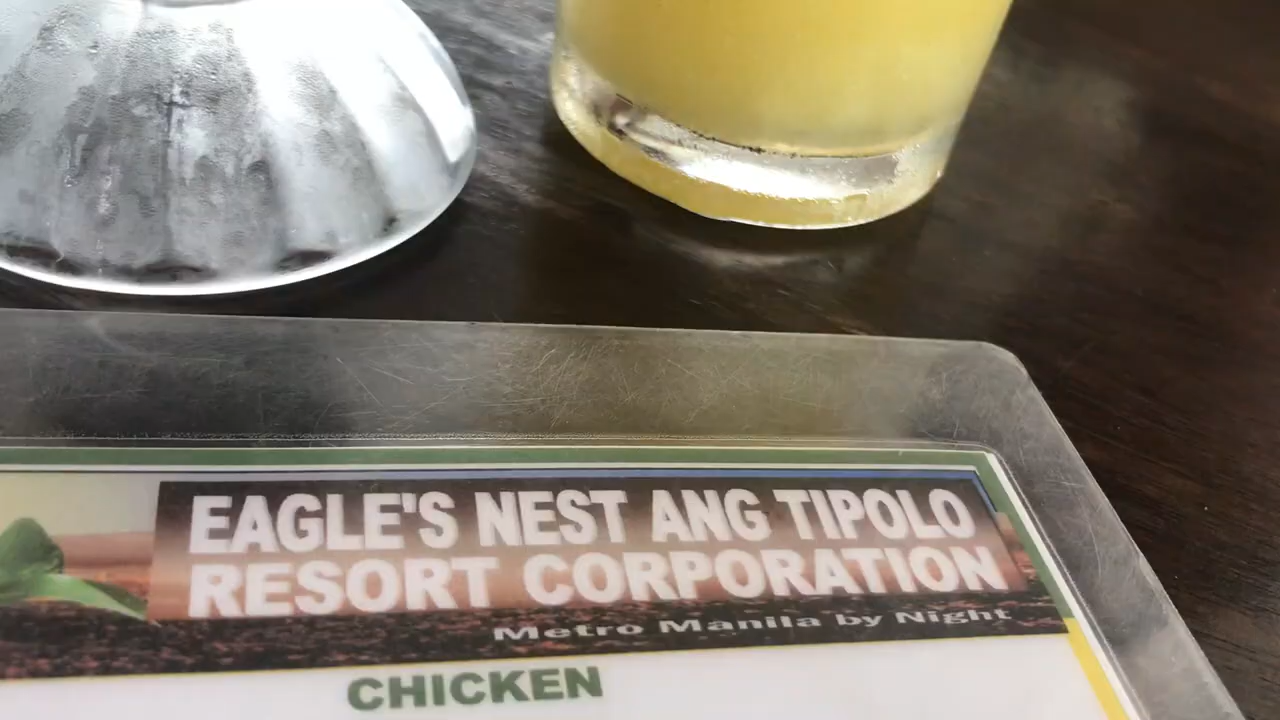 EAGLE'S NEST ANG TIPOLO
RESORT CORPORATION
Metro Manila by Night
CHICKEN